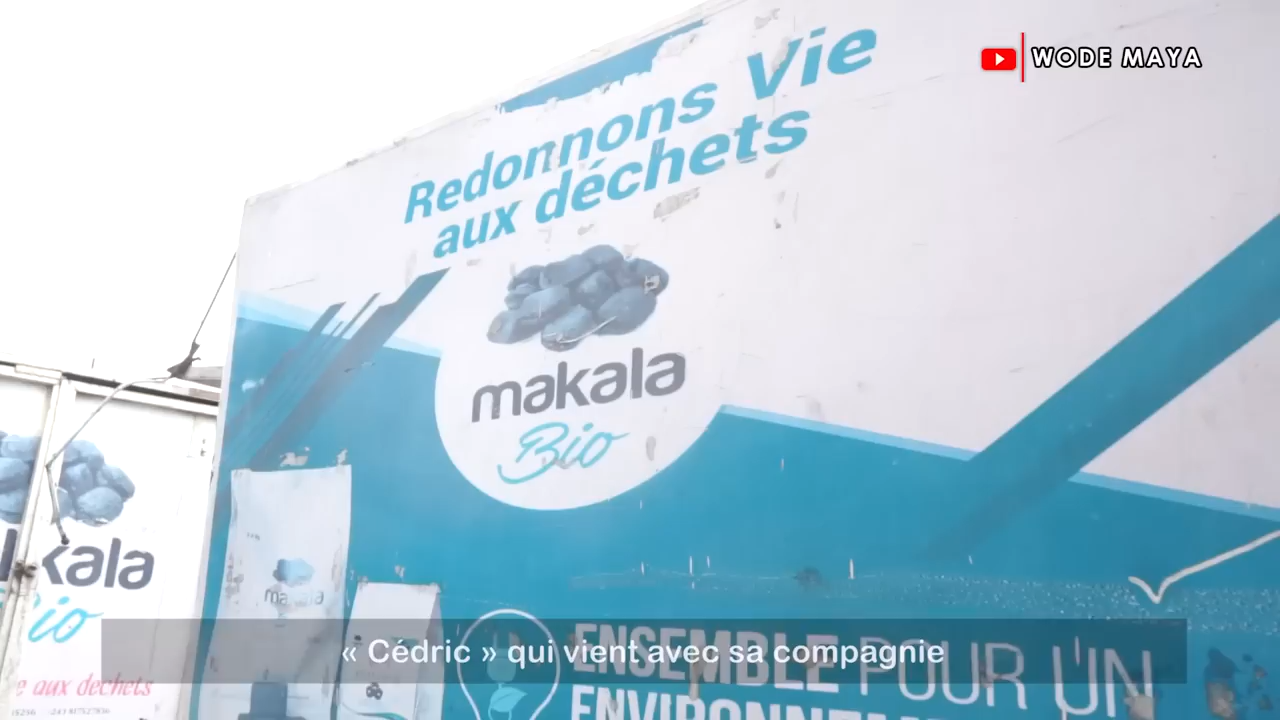 WODE MAYA
Redonnons Vie
aux déchets
makala
Bio
kala
Bio
makala
e aux dechets
« Cédric » qui vient avec sa compagnie
ENSEMBLE POUR UN